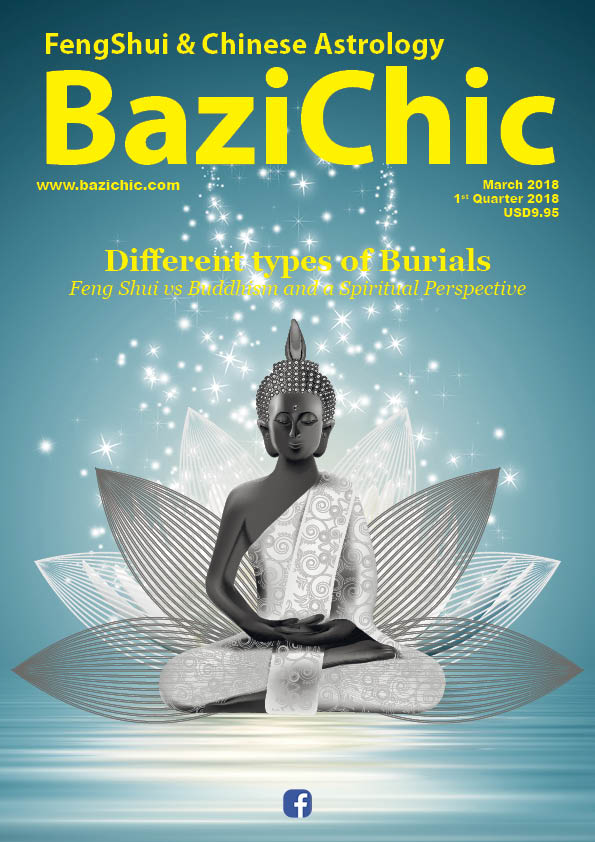 FengShui & Chinese Astrology
BaziChic
www.bazichic.com
March 2018
1st Quarter 2018
USD9.95
Different types of Burials
Feng Shui vs Buddhism and a Spiritual Perspective
f